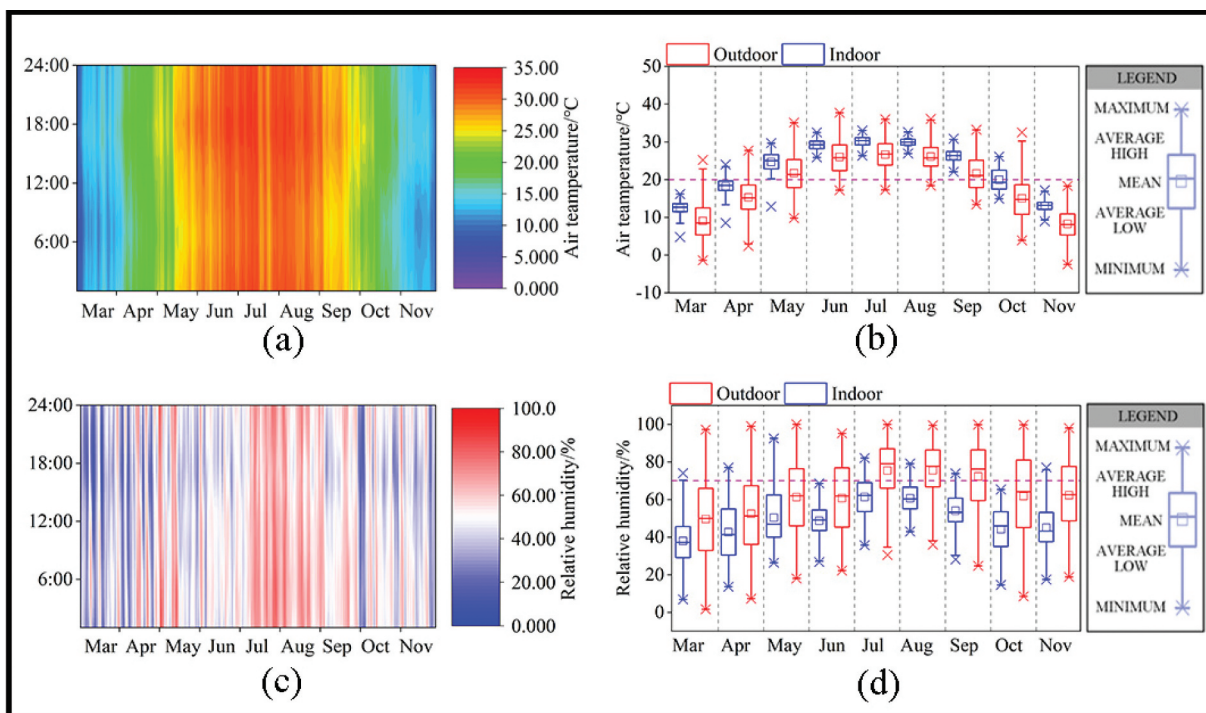 24:00
18:00
12:00
6:00
Mar Apr May Jun Jul Aug Sep Oct Nov
35.00
30.00
25.00
20.00
15.00
10.00
5.000
0.000
Air teamperature/°C
(a)
Outdoor Indoor
50
40
30
20
10
0
-10
Air teamperature/°C
Mar Apr May Jun Jul Aug Sep Oct Nov
(b)
LEGEND
MAXIMUM
AVERAGE
HIGH
MEAN
AVERAGE
LOW
MINIMUM
24:00
18:00
12:00
6:00
Mar Apr May Jun Jul Aug Sep Oct Nov
100.0
80.00
60.00
40.00
20.00
0.000
Relative humidity/%
(c)
Outdoor Indoor
100
80
60
40
20
0
Relative humidity/%
Mar Apr May Jun Jul Aug Sep Oct Nov
(d)
LEGEND
MAXIMUM
AVERAGE
HIGH
MEAN
AVERAGE
LOW
MINIMUM